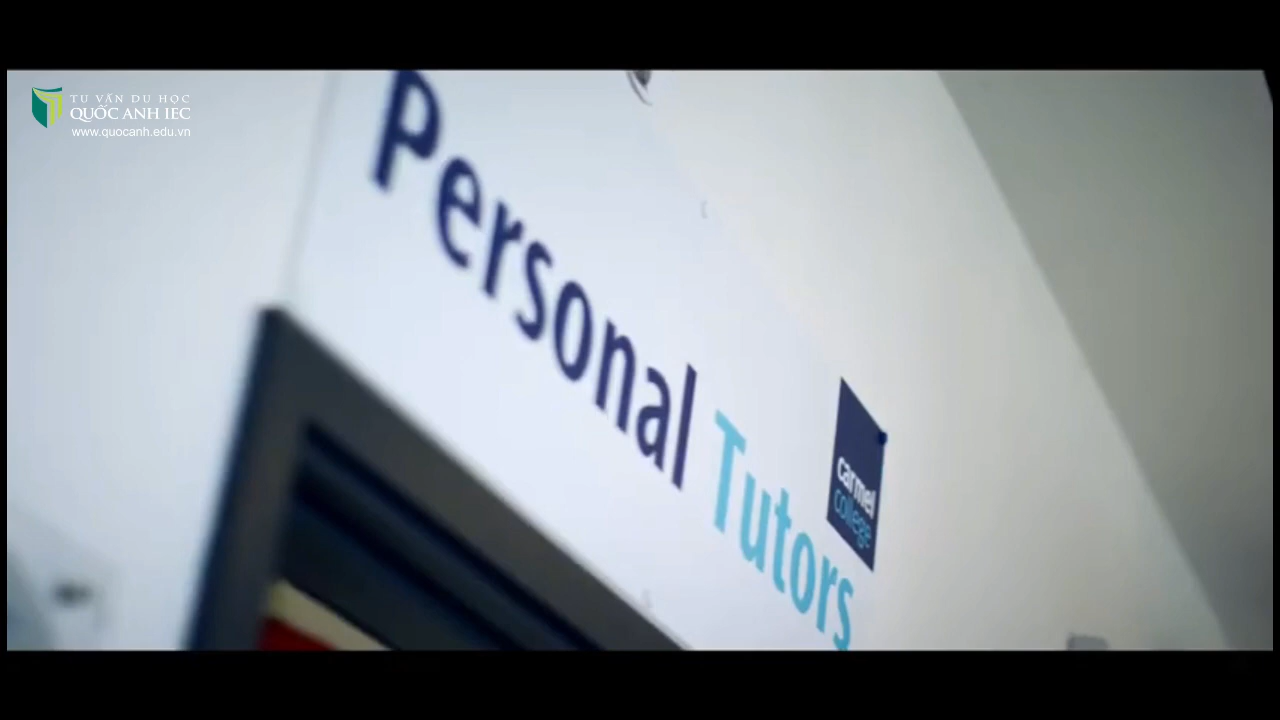 TƯ VẤN DU HỌC
QUỐC ANH IEC
www.quocanh.edu.vn
Personal Tutors
carmel
college